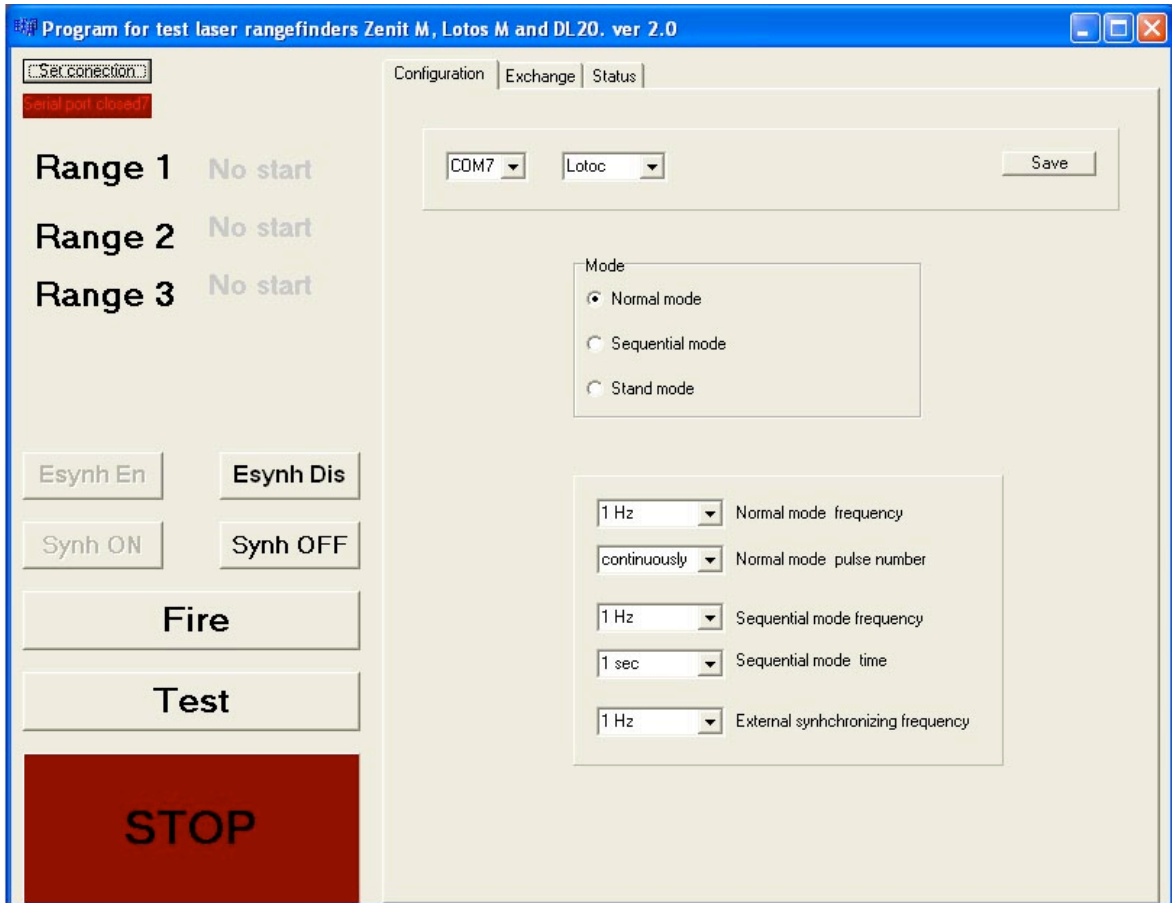 Program for test laser rangefinders Zenit M, Lotos M and DL20. ver 2.0
Set conection
Serial port closed7
Range 1 No start
Range 2 No start
Range 3 No start
Esynh En Esynh Dis
Synh ON Synh OFF
Fire
Test
STOP
Configuration Exchange Status
COM7 Lotoc Save
Mode
Normal mode
Sequential mode
Stand mode
1 Hz Normal mode frequency
continuously Normal mode pulse number
1 Hz Sequential mode frequency
1 sec Sequential mode time
1 Hz External synhchronizing frequency